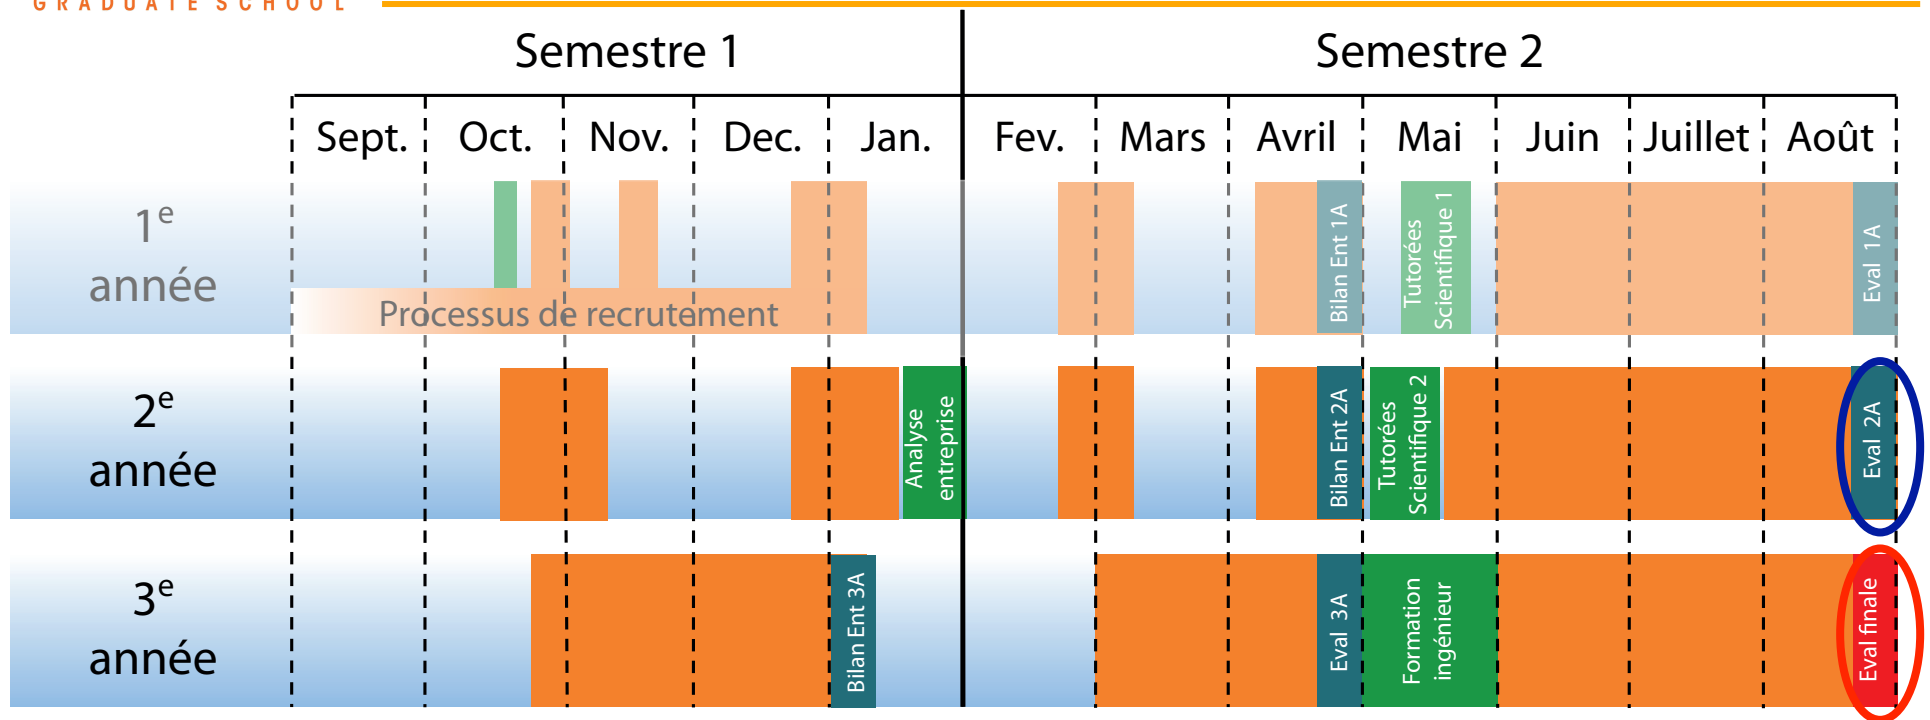 GRADUATE SCHOOL
Semestre 1
Semestre 2
Sept.
Oct.
Nov.
Dec.
Jan.
Fev.
Mars
Avril
Mai
Juin
Juillet
Août
1e
année
Processus de recrutement
Bilan Ent 1A
Tutorées
Scientifique 1
Eval 1A
2e
année
Analyse
entreprise
Bilan Ent 2A
Tutorées
Scientifique 2
Eval 2A
3e
année
Bilan Ent 3A
Eval 3A
Formation
ingénieur
Eval finale